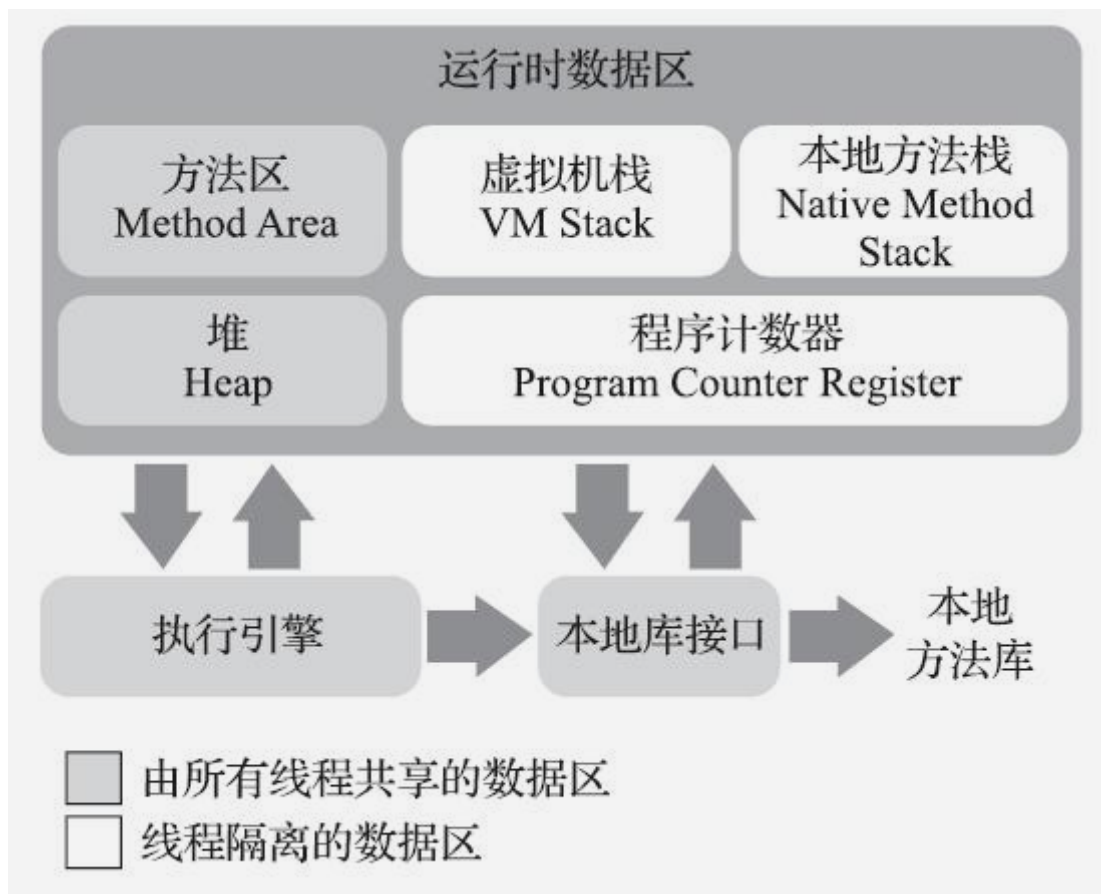 运行时数据区
方法区
Method Area
虚拟机栈
VM Stack
本地方法栈
Native Method
Stack
堆
Heap
程序计数器
Program Counter Register
执行引擎
本地库接口
本地
方法库
由所有线程共享的数据区
线程隔离的数据区